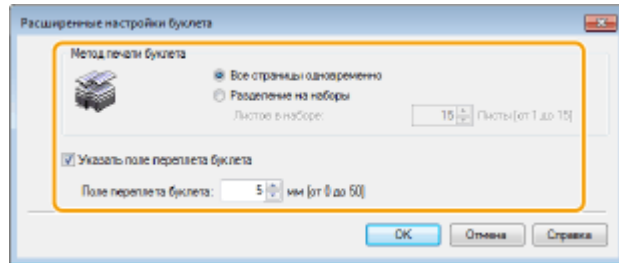 Расширенные настройки буклета
Метод печати буклета
Все страницы одновременно
Разделение на наборы
Листов в наборе: 15 Листы[от 1 до 15]
Указать поле переплета буклета
Поле переплета буклета: 5 мм [от 0 до 50]
OK Отмена Справка